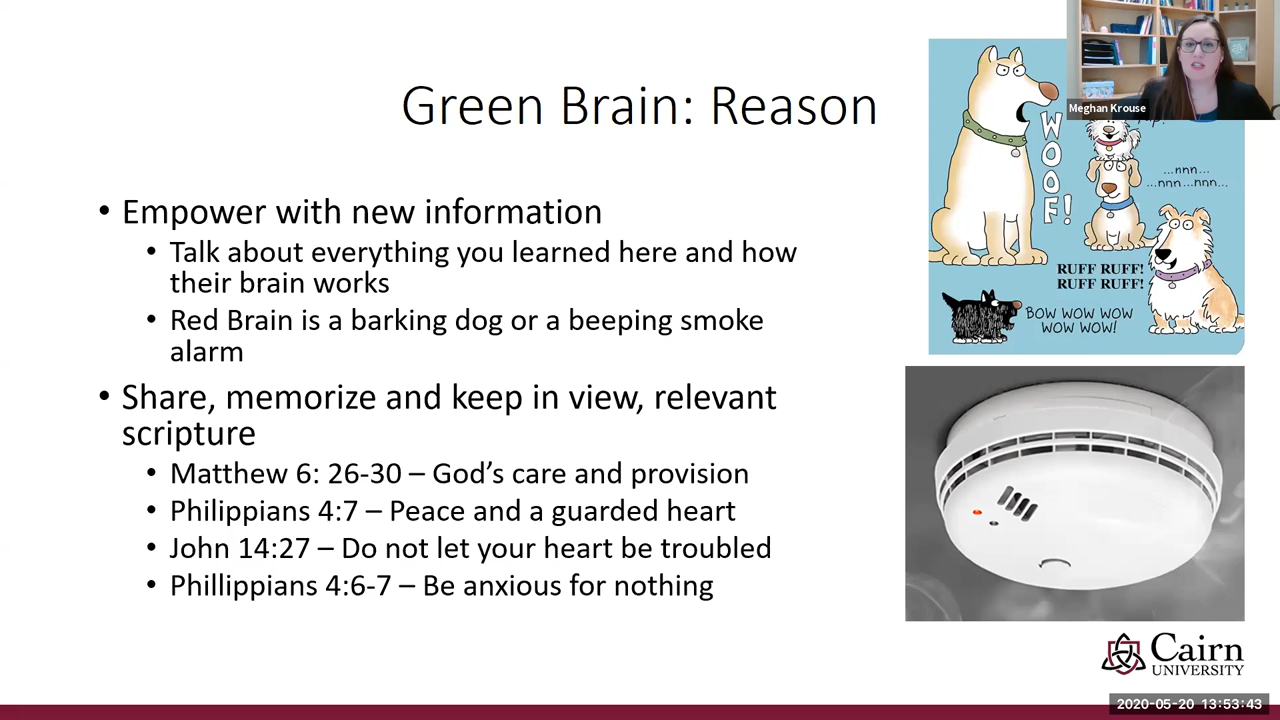 Green Brain: Reason
• Empower with new information
• Talk about everything you learned here and how
their brain works
• Red Brain is a barking dog or a beeping smoke
alarm
• Share, memorize and keep in view, relevant
scripture
• Matthew 6: 26-30 – God’s care and provision
• Philippians 4:7 – Peace and a guarded heart
• John 14:27 – Do not let your heart be troubled
• Phillippians 4:6-7 – Be anxious for nothing
Meghan Krouse
WOOF!
...nnn...
...nnn...nnn...
RUFF RUFF!
RUFF RUFF!
BOW WOW WOW
WOW WOW!
Cairn
UNIVERSITY
2020-05-20 13:53:43